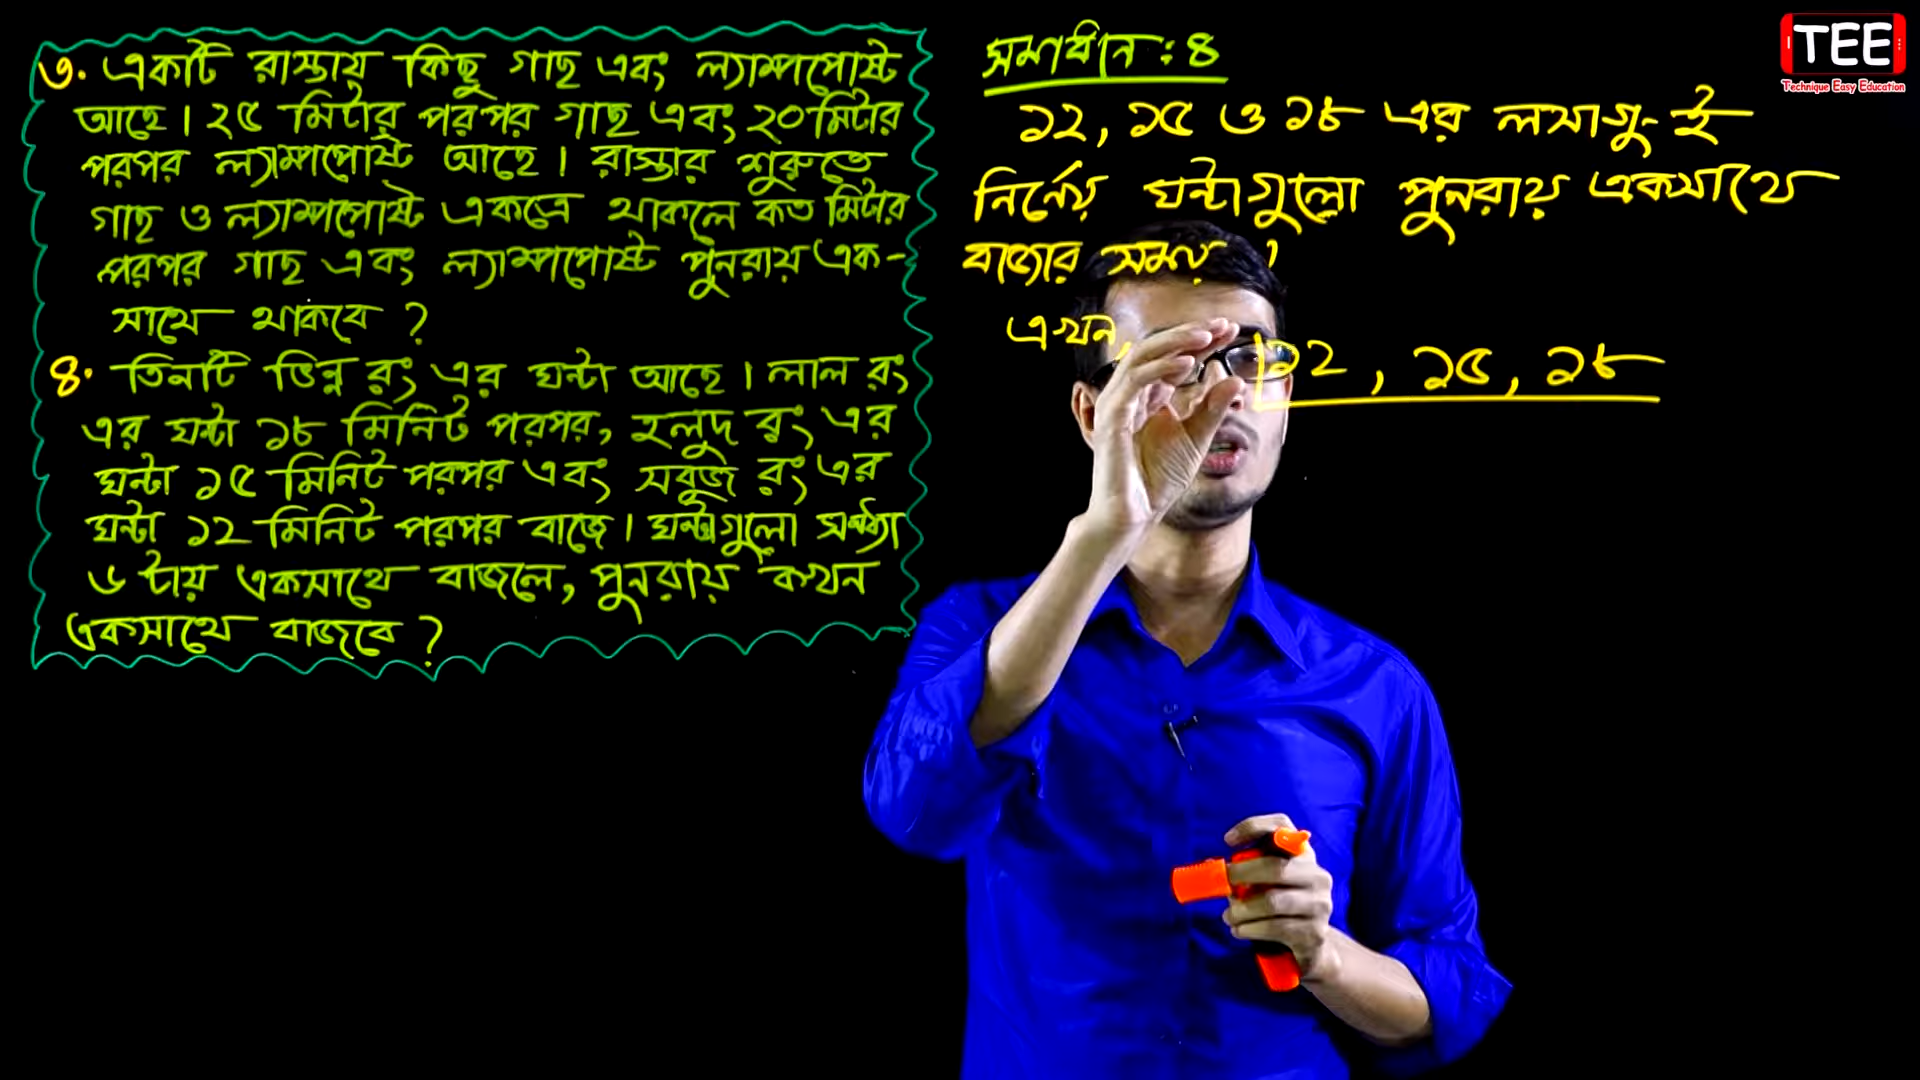 ৩. একটি রাস্তায় কিছু গাছ এবং ল্যাম্পপোষ্ট
আছে। ২৫ মিটার পরপর গাছ এবং ২০ মিটার
পরপর ল্যাম্পপোষ্ট আছে। রাস্তার শুরুতে
গাছ ও ল্যাম্পপোষ্ট একত্রে থাকলে কত মিটার
পরপর গাছ এবং ল্যাম্পপোষ্ট পুনরায় এক-
সাথে থাকবে ?
৪. তিনটি ভিন্ন রং এর ঘন্টা আছে। লাল রং
এর ঘন্টা ১৮ মিনিট পরপর, হলুদ রং এর
ঘন্টা ১৫ মিনিট পরপর এবং সবুজ রং এর
ঘন্টা ১২ মিনিট পরপর বাজে। ঘন্টাগুলো সন্ধ্যা
৬ টায় একসাথে বাজলে, পুনরায় কখন
একসাথে বাজবে ?
সমাধান : ৪
১২, ১৫ ও ১৮ এর লসাগু-ই
নির্ণেয় ঘন্টাগুলো পুনরায় একসাথে
বাজার সময় ।
এখন,
১২ , ১৫ , ১৮
TEE
Technique Easy Education